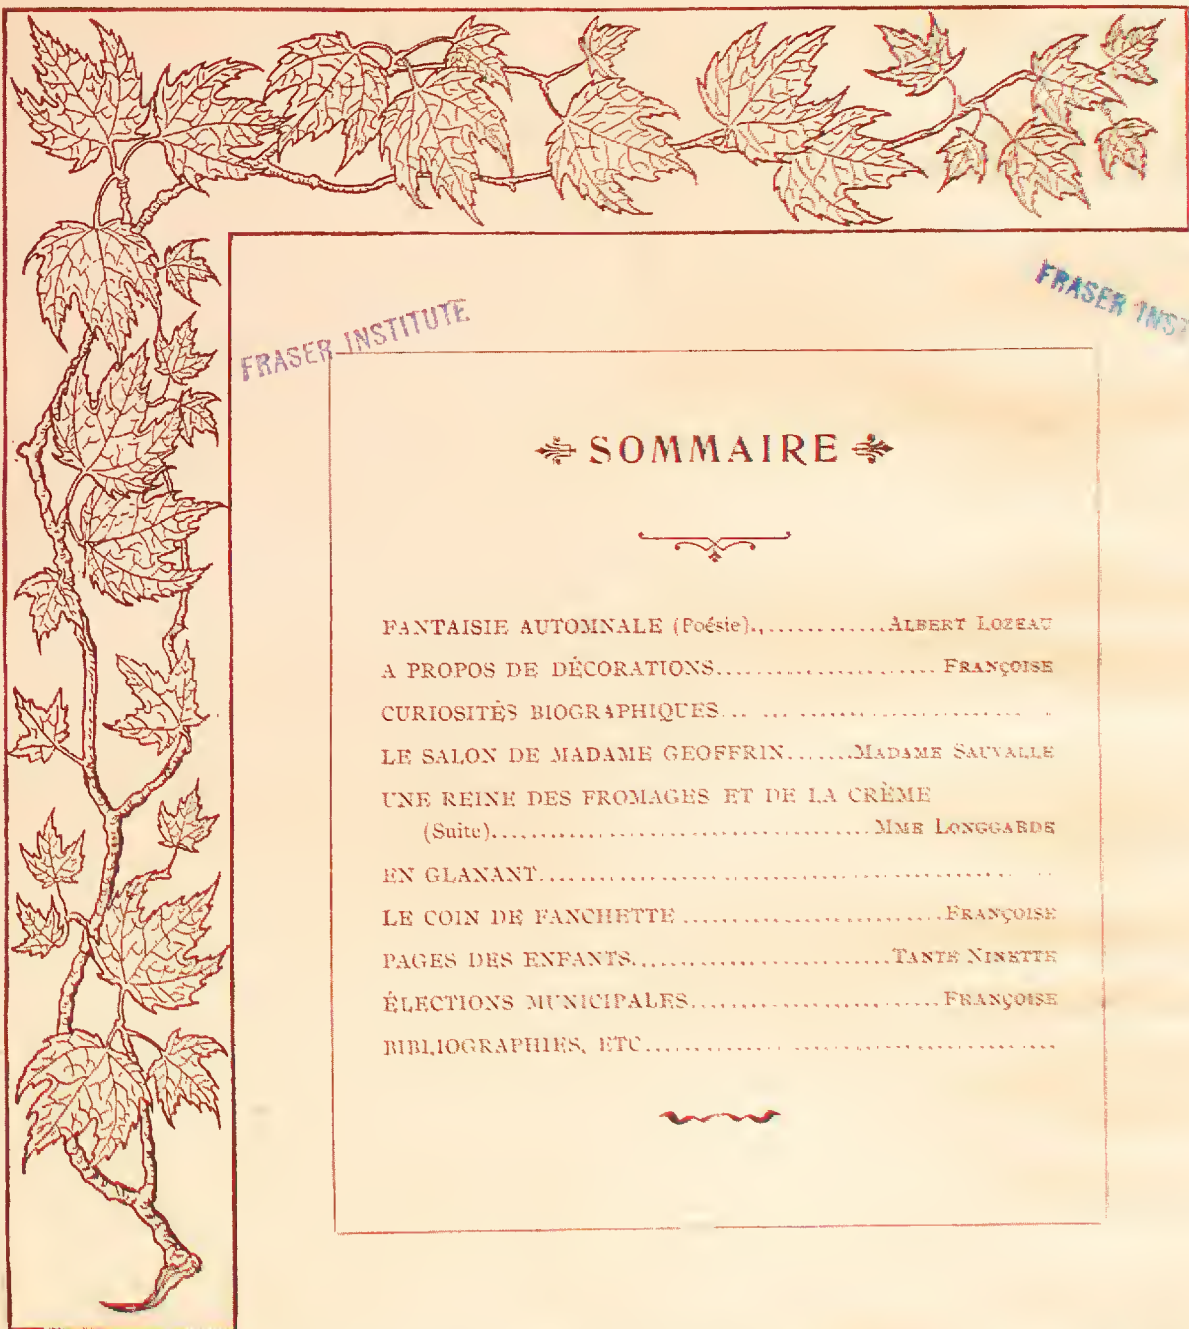 FRASER INSTITUTE
FRASER INST
SOMMAIRE
FANTAISIE AUTOMNALE (Poésie).,............ALBERT LOZEAU
A PROPOS DE DÉCORATIONS......................FRANÇOISE
CURIOSITÉS BIOGRAPHIQUES... ... ...........................
LE SALON DE MADAME GEOFFRIN.......MADAME SAUVALLE
UNE REINE DES FROMAGES ET DE LA CRÈME
(Suite)......................................MME LONGGARDE
EN GLANANT....................................................
LE COIN DE FANCHETTE..........................FRANÇOISE
PAGES DES ENFANTS.........................TANTE NINETTE
ÉLECTIONS MUNICIPALES.........................FRANÇOISE
BIBLIOGRAPHIES, ETC.........................................